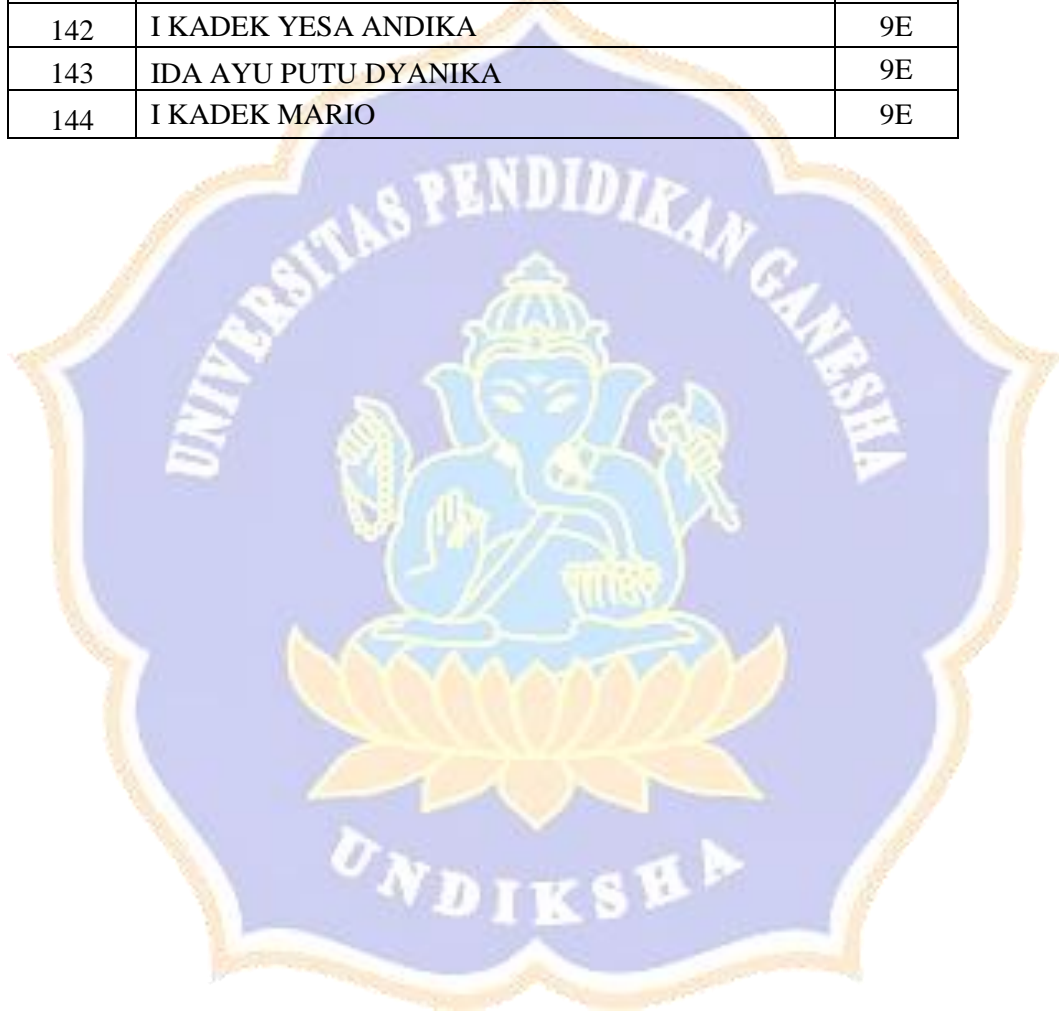 142 I KADEK YESA ANDIKA 9E
143 IDA AYU PUTU DYANIKA 9E
144 I KADEK MARIO 9E
UNIVERSITAS PENDIDIKAN GANESHA
UNDIKSHA